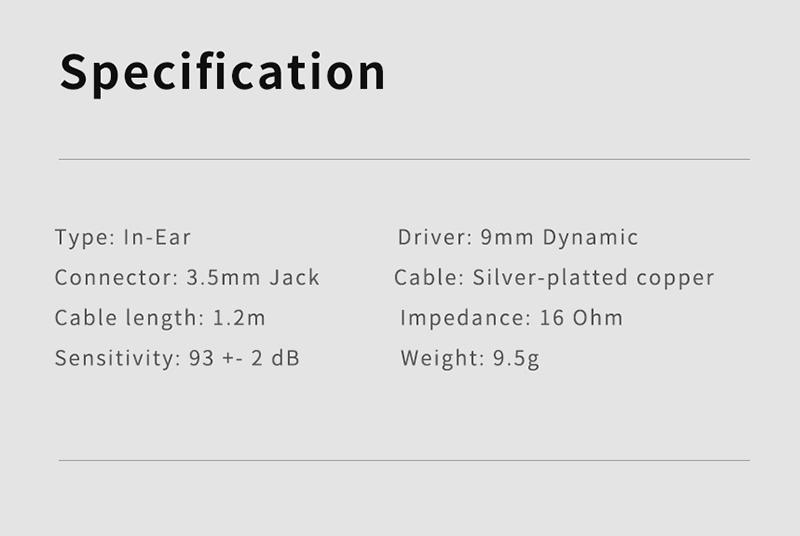 Specification
Type: In-Ear
Driver: 9mm Dynamic
Connector: 3.5mm Jack
Cable: Silver-platted copper
Cable length: 1.2m
Impedance: 16 Ohm
Sensitivity: 93 +- 2 dB
Weight: 9.5g